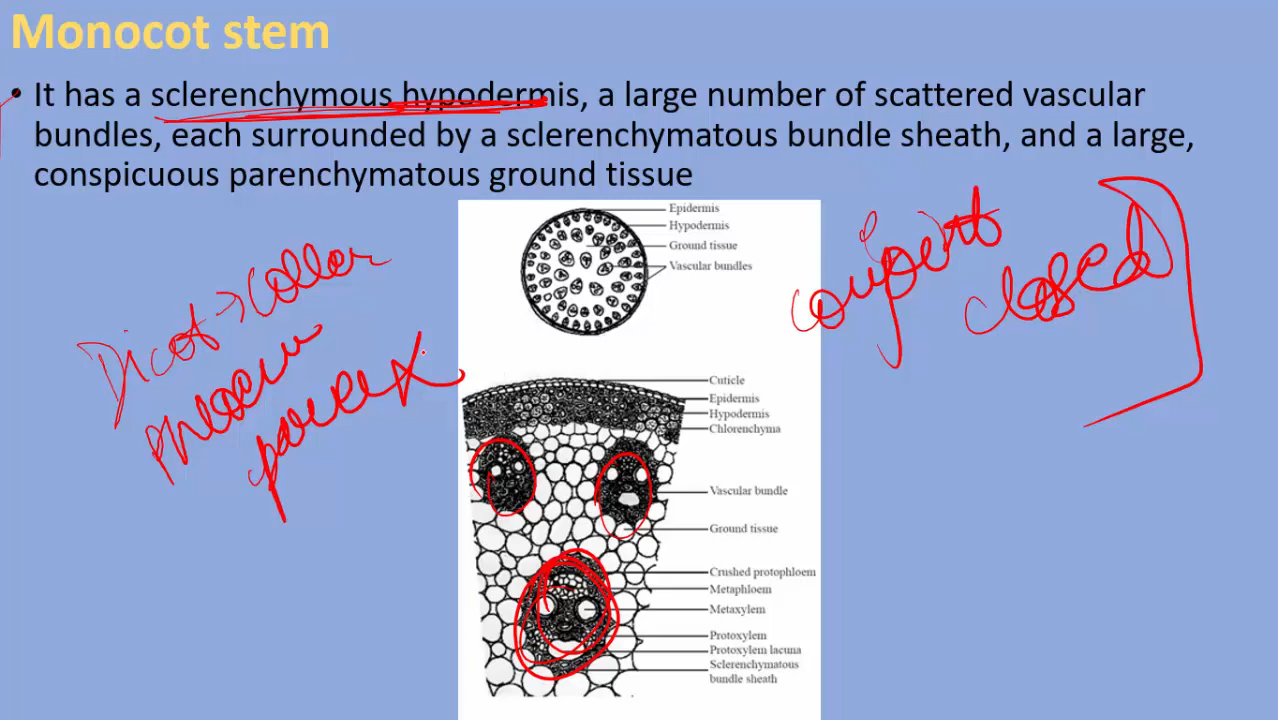 Monocot stem
• It has a sclerenchymous hypodermis, a large number of scattered vascular
bundles, each surrounded by a sclerenchymatous bundle sheath, and a large,
conspicuous parenchymatous ground tissue
Epidermis
Hypodermis
Ground tissue
Vascular bundles
Dicot → Collen
closed
Cuticle
Epidermis
Hypodermis
Chlorenchyma
Vascular bundle
Ground tissue
Crushed protophloem
Metaphloem
Metaxylem
Protoxylem
Protoxylem lacuna
Sclerenchymatous
bundle sheath